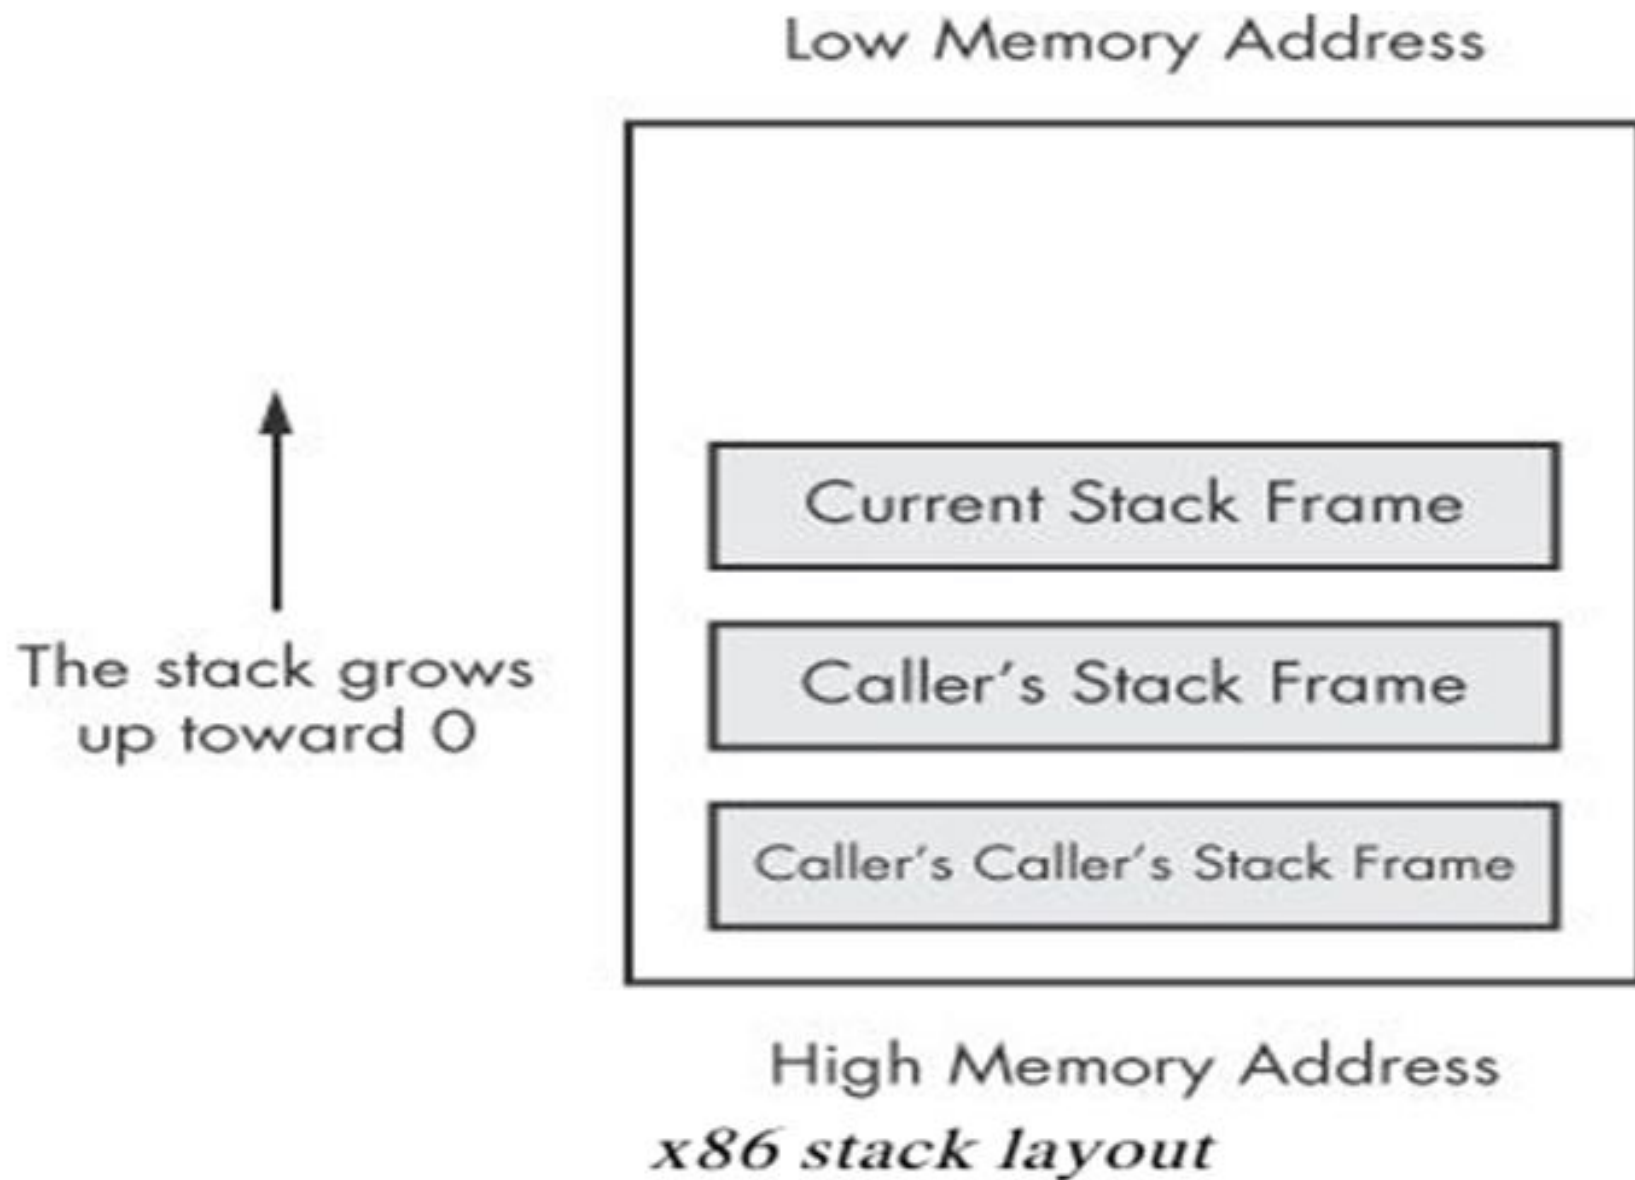 Low Memory Address
Current Stack Frame
The stack grows
up toward 0
Caller's Stack Frame
Caller's Caller's Stack Frame
High Memory Address
x86 stack layout